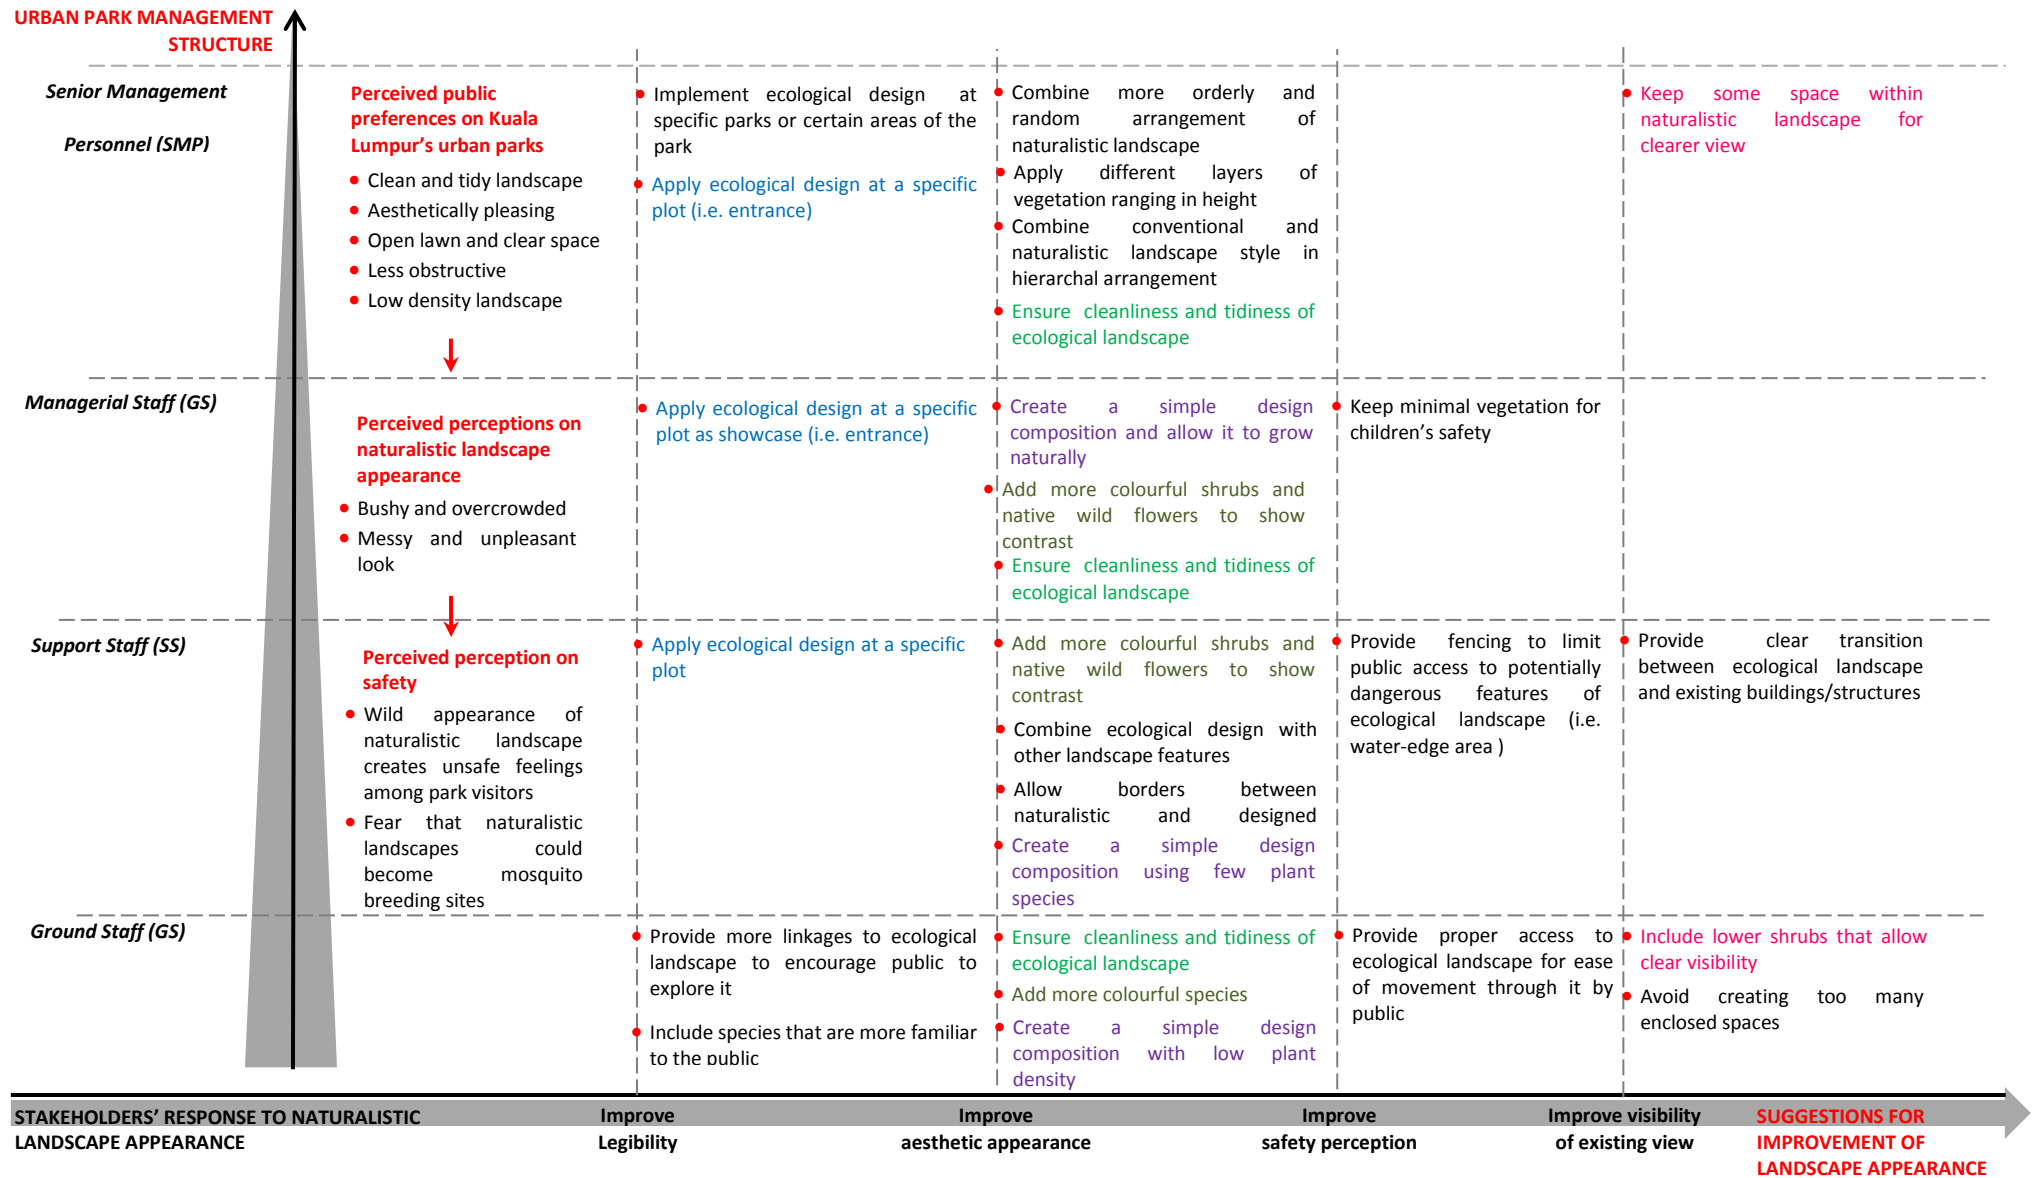 URBAN PARK MANAGEMENT
STRUCTURE
Senior Management
Personnel (SMP)
Perceived public
preferences on Kuala
Lumpur’s urban parks
Clean and tidy landscape
Aesthetically pleasing
Open lawn and clear space
Less obstructive
Low density landscape
Implement ecological design at
specific parks or certain areas of the
park
Apply ecological design at a specific
plot (i.e. entrance)
Combine more orderly and
random arrangement of
naturalistic landscape
Apply different layers of
vegetation ranging in height
Combine conventional and
naturalistic landscape style in
hierarchal arrangement
Ensure cleanliness and tidiness of
ecological landscape
Keep some space within
naturalistic landscape for
clearer view
Managerial Staff (GS)
Perceived perceptions on
naturalistic landscape
appearance
Bushy and overcrowded
Messy and unpleasant
look
Apply ecological design at a specific
plot as showcase (i.e. entrance)
Create a simple design
composition and allow it to grow
naturally
Add more colourful shrubs and
native wild flowers to show
contrast
Ensure cleanliness and tidiness of
ecological landscape
Keep minimal vegetation for
children’s safety
Support Staff (SS)
Perceived perception on
safety
Wild appearance of
naturalistic landscape
creates unsafe feelings
among park visitors
Fear that naturalistic
landscapes could
become mosquito
breeding sites
Apply ecological design at a specific
plot
Add more colourful shrubs and
native wild flowers to show
contrast
Combine ecological design with
other landscape features
Allow borders between
naturalistic and designed
Create a simple design
composition using few plant
species
Provide fencing to limit
public access to potentially
dangerous features of
ecological landscape (i.e.
water-edge area )
Provide clear transition
between ecological landscape
and existing buildings/structures
Ground Staff (GS)
Provide more linkages to ecological
landscape to encourage public to
explore it
Include species that are more familiar
to the public
Ensure cleanliness and tidiness of
ecological landscape
Add more colourful species
Create a simple design
composition with low plant
density
Provide proper access to
ecological landscape for ease
of movement through it by
public
Include lower shrubs that allow
clear visibility
Avoid creating too many
enclosed spaces
STAKEHOLDERS’ RESPONSE TO NATURALISTIC
LANDSCAPE APPEARANCE
Improve
Legibility
Improve
aesthetic appearance
Improve
safety perception
Improve visibility
of existing view
SUGGESTIONS FOR
IMPROVEMENT OF
LANDSCAPE APPEARANCE